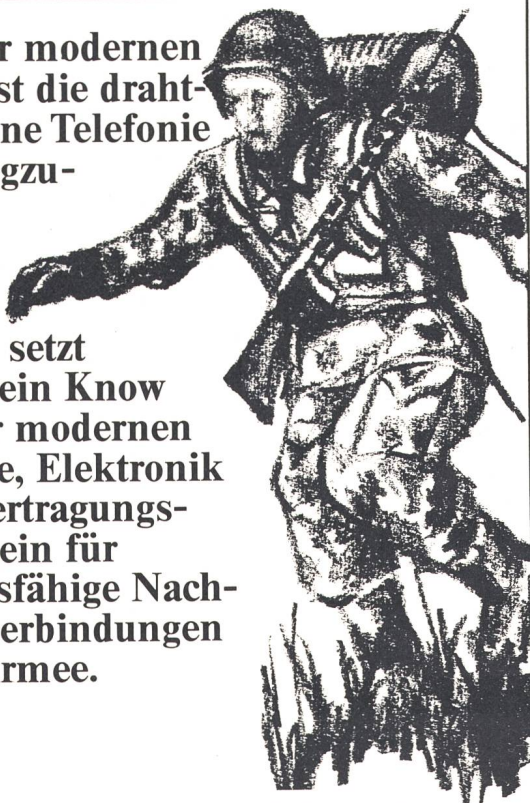 r modernen
st die draht-
ne Telefonie
gzu-
setzt
ein Know
r modernen
e, Elektronik
ertragungs-
ein für
sfähige Nach-
erbindungen
rmee.